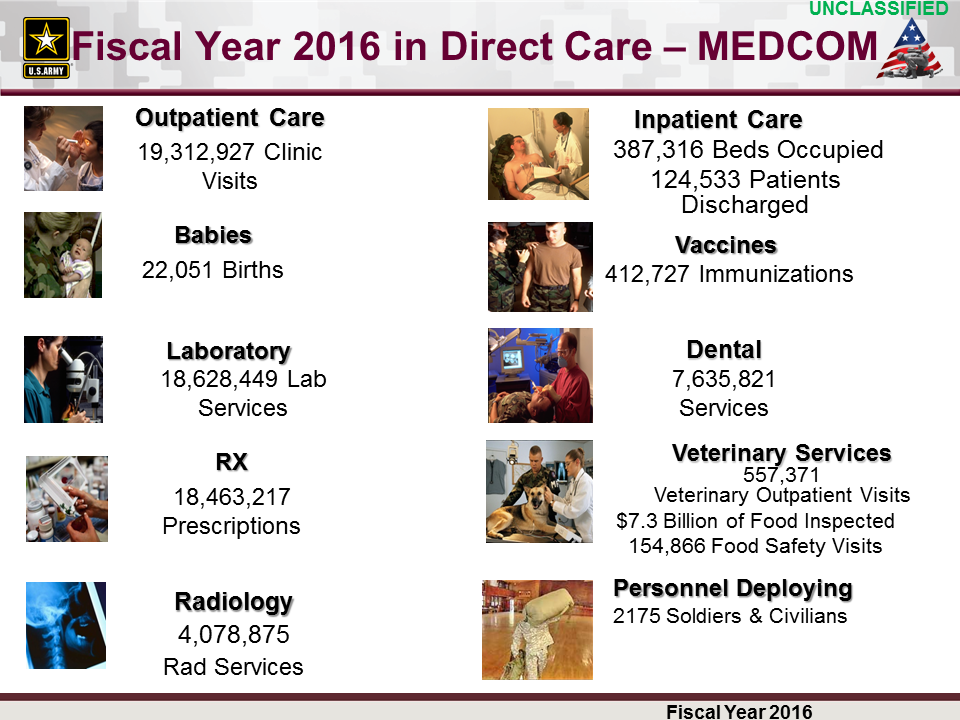 UNCLASSIFIED
Fiscal Year 2016 in Direct Care – MEDCOM
U.S.ARMY
Outpatient Care
19,312,927 Clinic
Visits
Babies
22,051 Births
Laboratory
18,628,449 Lab
Services
RX
18,463,217
Prescriptions
Radiology
4,078,875
Rad Services
Inpatient Care
387,316 Beds Occupied
124,533 Patients
Discharged
Vaccines
412,727 Immunizations
Dental
7,635,821
Services
Veterinary Services
557,371
Veterinary Outpatient Visits
$7.3 Billion of Food Inspected
154,866 Food Safety Visits
Personnel Deploying
2175 Soldiers & Civilians
Fiscal Year 2016